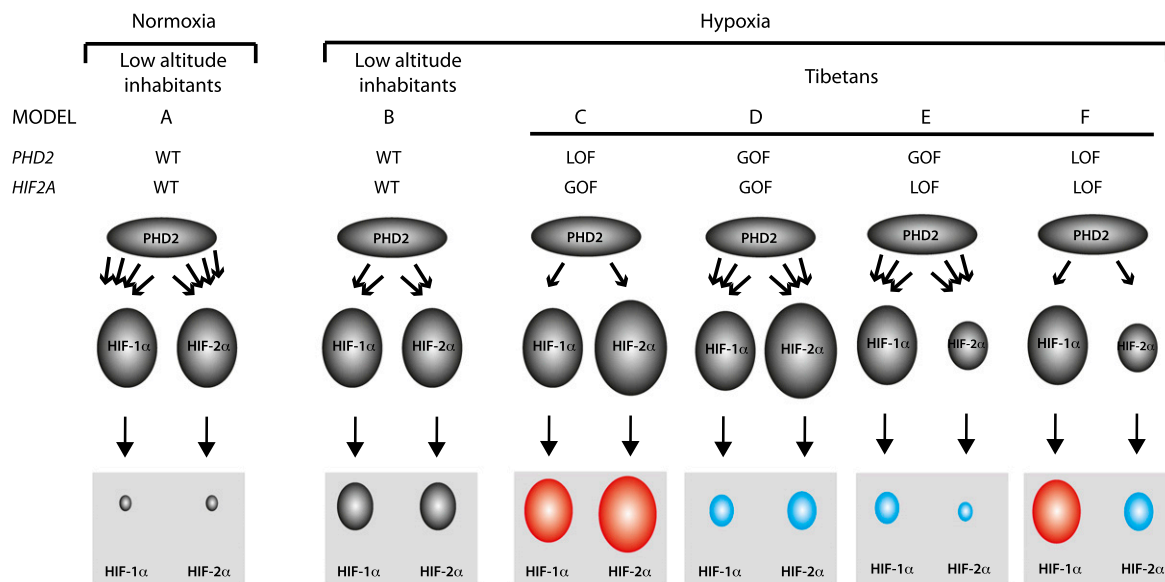 Normoxia Hypoxia
Low altitude inhabitants Low altitude inhabitants Tibetans
MODEL A B C D E F
PHD2 WT WT LOF GOF GOF LOF
HIF2A WT WT GOF GOF LOF LOF
PHD2 PHD2 PHD2 PHD2 PHD2 PHD2
HIF-1α HIF-2α HIF-1α HIF-2α HIF-1α HIF-2α HIF-1α HIF-2α HIF-1α HIF-2α HIF-1α HIF-2α
HIF-1α HIF-2α HIF-1α HIF-2α HIF-1α HIF-2α HIF-1α HIF-2α HIF-1α HIF-2α HIF-1α HIF-2α